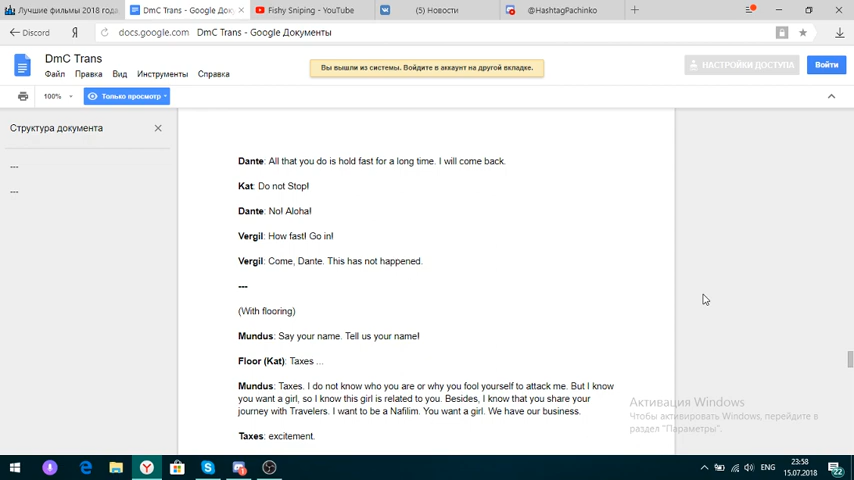 Лучшие фильмы 2018 года
DmC Trans - Google Док
Fishy Sniping - YouTube
(5) Новости
@HashtagPachinko
Discord
docs.google.com DmC Trans - Google Документы
DmC Trans
Файл Правка Вид Инструменты Справка
Вы вышли из системы. Войдите в аккаунт на другой вкладке.
НАСТРОЙКИ ДОСТУПА
Войти
100%
Только просмотр
Структура документа
---
---
Dante: All that you do is hold fast for a long time. I will come back.
Kat: Do not Stop!
Dante: No! Aloha!
Vergil: How fast! Go in!
Vergil: Come, Dante. This has not happened.
---
(With flooring)
Mundus: Say your name. Tell us your name!
Floor (Kat): Taxes ...
Mundus: Taxes. I do not know who you are or why you fool yourself to attack me. But I know
you want a girl, so I know this girl is related to you. Besides, I know that you share your
journey with Travelers. I want to be a Nafilim. You want a girl. We have our business.
Taxes: excitement.
Активация Windows
Чтобы активировать Windows, перейдите в
раздел "Параметры".
ENG
23:58
15.07.2018
22